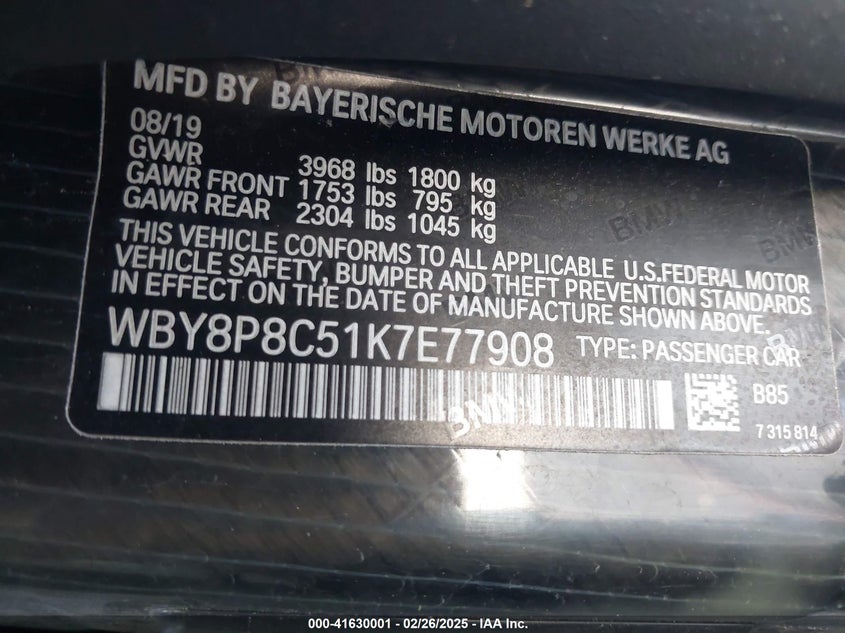 MFD BY BAYERISCHE MOTOREN WERKE AG
08/19
GVWR 3968 lbs 1800 kg
GAWR FRONT 1753 lbs 795 kg
GAWR REAR 2304 lbs 1045 kg
THIS VEHICLE CONFORMS TO ALL APPLICABLE U.S.FEDERAL MOTOR
VEHICLE SAFETY, BUMPER AND THEFT PREVENTION STANDARDS
IN EFFECT ON THE DATE OF MANUFACTURE SHOWN ABOVE.
WBY8P8C51K7E77908 TYPE: PASSENGER CAR
B85
7 315 814
BMW
000-41630001 - 02/26/2025 - IAA Inc.